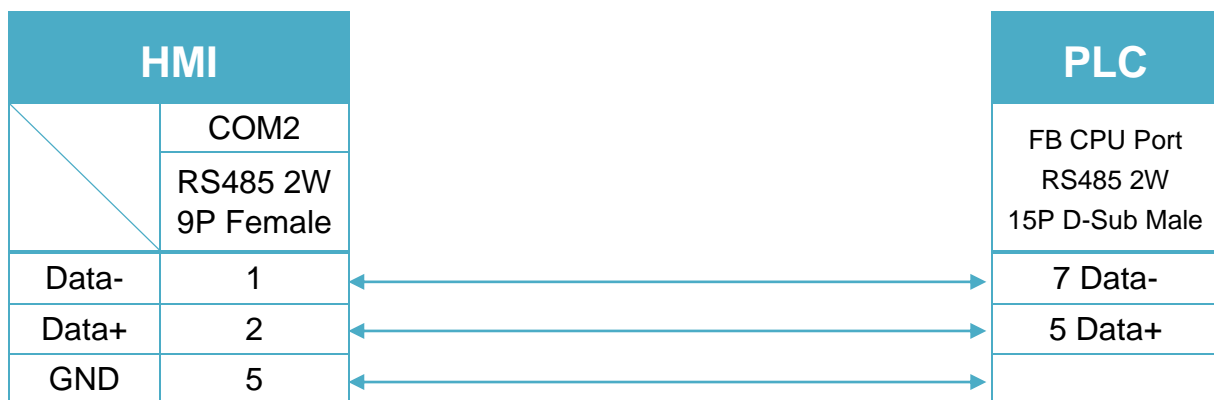 HMI
PLC
COM2
RS485 2W
9P Female
FB CPU Port
RS485 2W
15P D-Sub Male
Data- 1 7 Data-
Data+ 2 5 Data+
GND 5